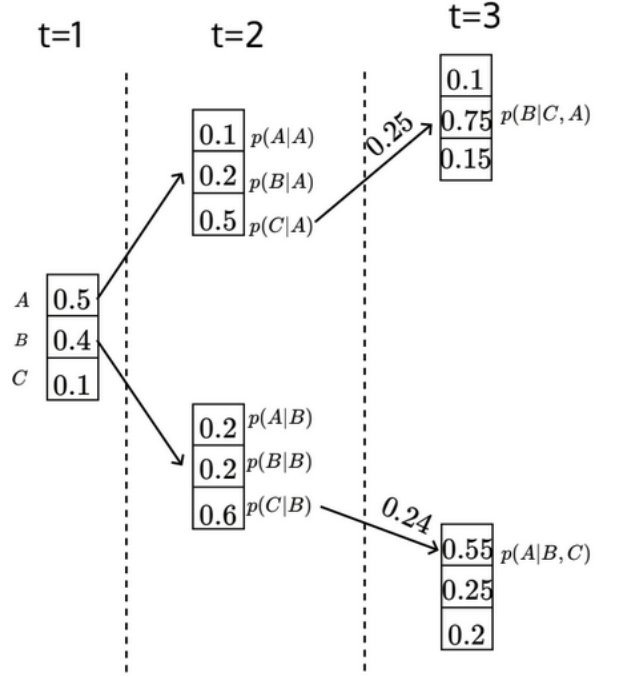 t=1
t=2
t=3
0.1
0.75 p(B|C, A)
0.15
0.25
0.1 p(A|A)
0.2 p(B|A)
0.5 p(C|A)
A 0.5
B 0.4
C 0.1
0.2 p(A|B)
0.2 p(B|B)
0.6 p(C|B)
0.24
0.55 p(A|B, C)
0.25
0.2